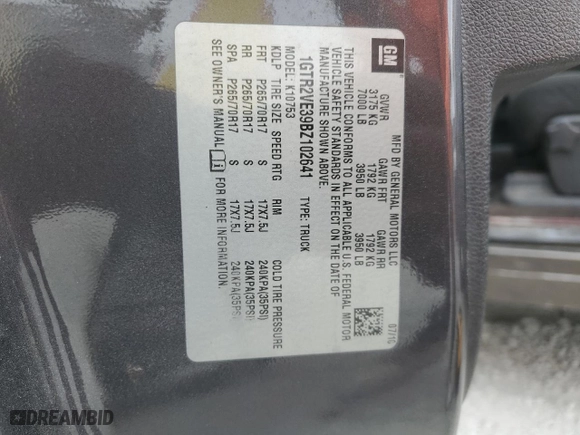 GM
MFD BY GENERAL MOTORS LLC
07/10
GVWR GAWR FRT GAWR RR
3175 KG 1792 KG 1792 KG
7000 LB 3950 LB 3950 LB
THIS VEHICLE CONFORMS TO ALL APPLICABLE U.S. FEDERAL MOTOR
VEHICLE SAFETY STANDARDS IN EFFECT ON THE DATE OF
MANUFACTURE SHOWN ABOVE.
1GTR2VE39BZ102641 TYPE: TRUCK
MODEL: K10753
KDLP TIRE SIZE SPEED RTG RIM COLD TIRE PRESSURE
FRT P265/70R17 S 17X7.5J 240KPA(35PSI)
RR P265/70R17 S 17X7.5J 240KPA(35PSI)
SPA P265/70R17 S 17X7.5J 240KPA(35PSI)
SEE OWNER'S MANUAL FOR MORE INFORMATION.
DREAMBID